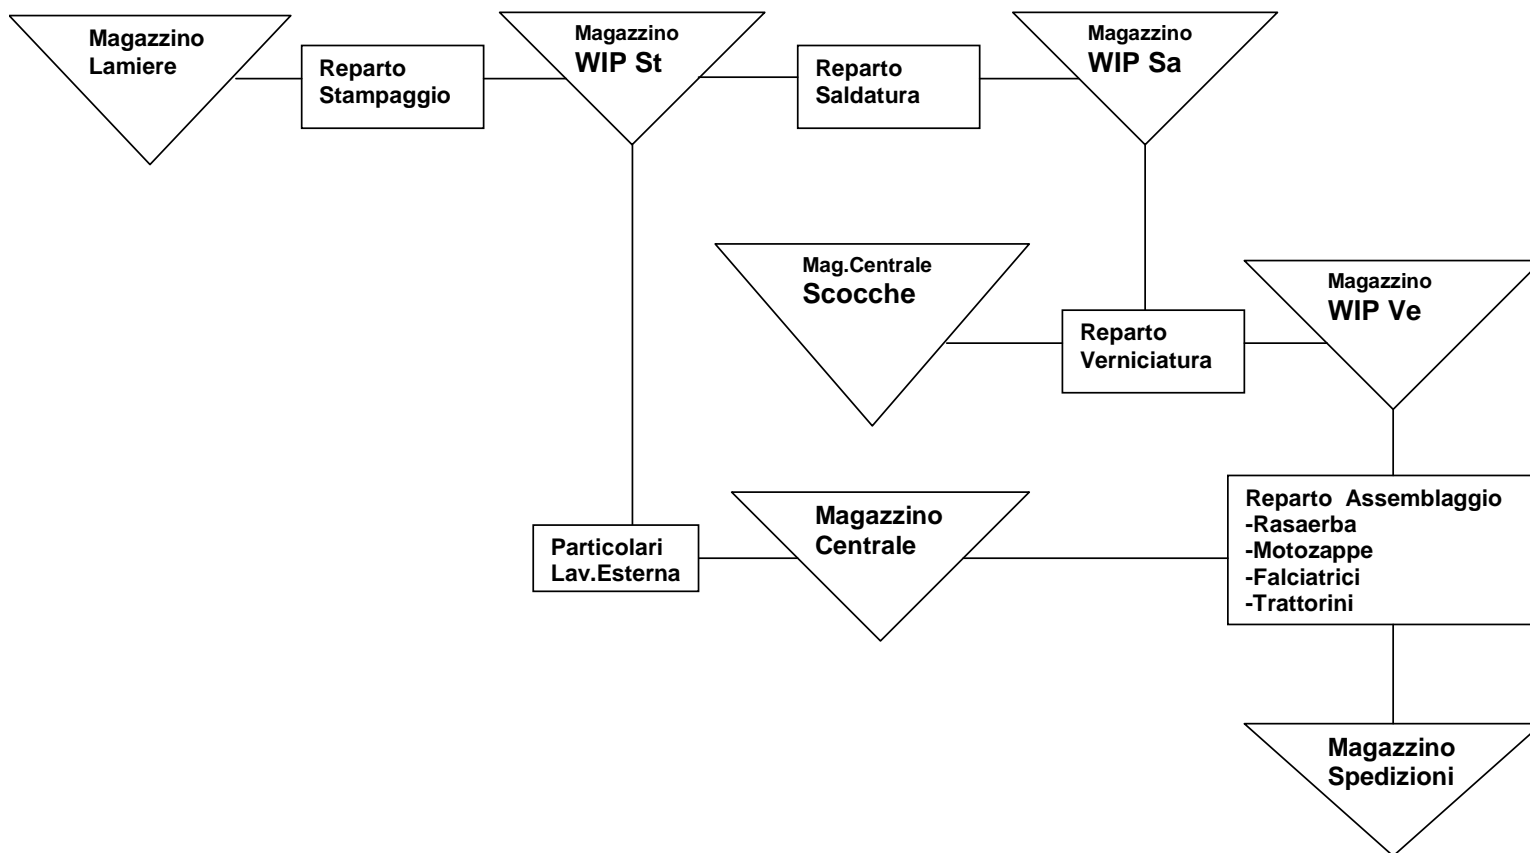 Magazzino
Lamiere
Reparto
Stampaggio
Magazzino
WIP St
Reparto
Saldatura
Magazzino
WIP Sa
Mag.Centrale
Scocche
Reparto
Verniciatura
Magazzino
WIP Ve
Particolari
Lav.Esterna
Magazzino
Centrale
Reparto Assemblaggio
-Rasaerba
-Motozappe
-Falciatrici
-Trattorini
Magazzino
Spedizioni